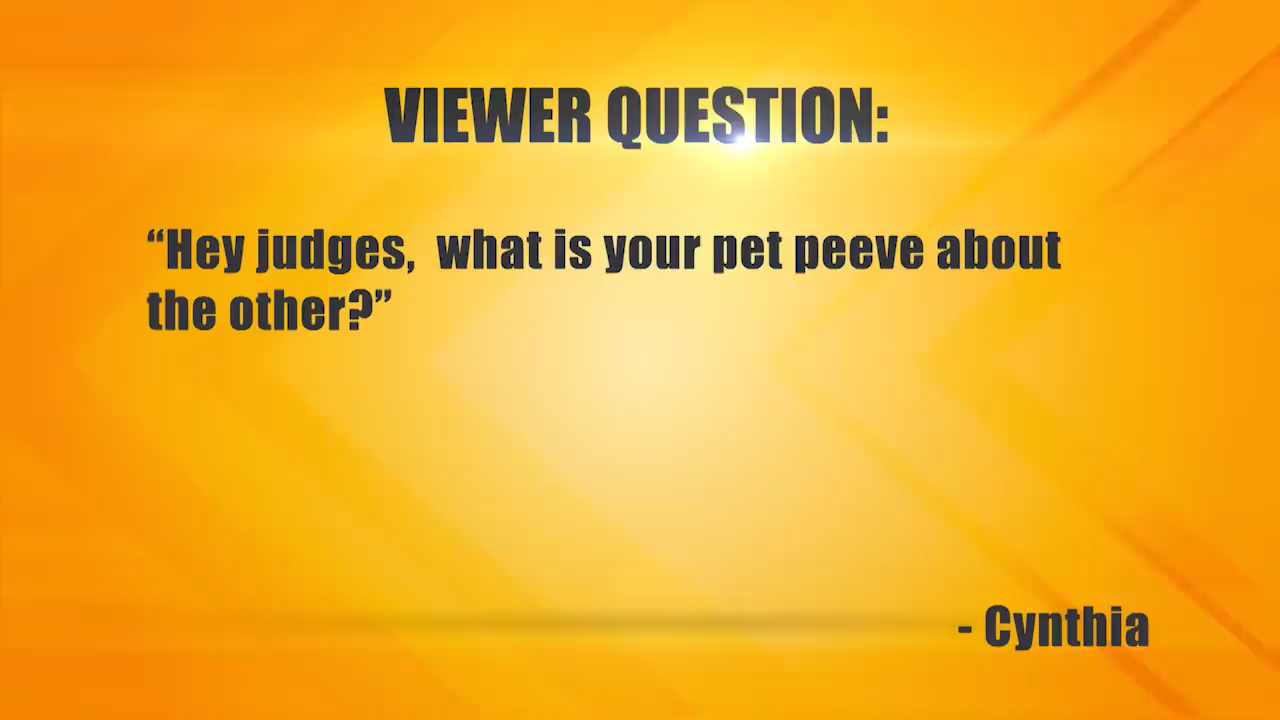 VIEWER QUESTION:
“Hey judges,  what is your pet peeve about
the other?”
- Cynthia